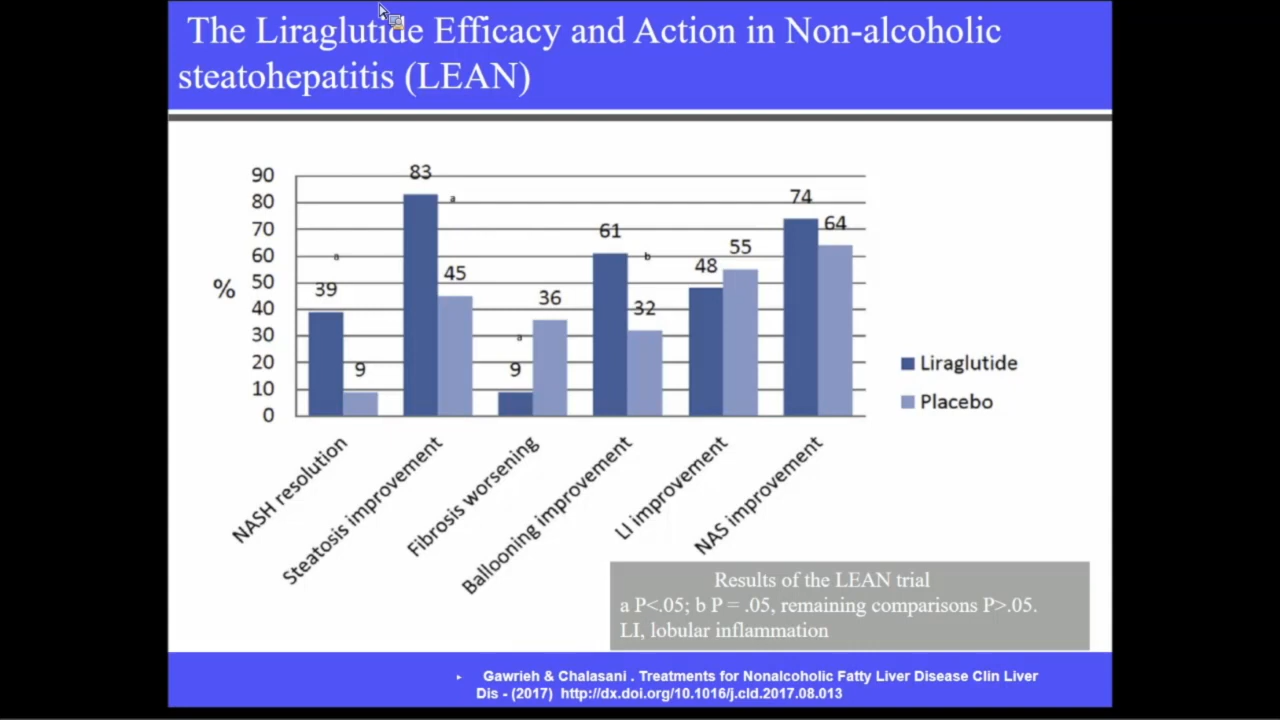 The Liraglutide Efficacy and Action in Non-alcoholic
steatohepatitis (LEAN)
90
80
70
60
50
40
30
20
10
0
%
39
9
a
83
45
a
9
36
a
61
32
b
48
55
74
64
NASH resolution
Steatosis improvement
Fibrosis worsening
Ballooning improvement
LI improvement
NAS improvement
Liraglutide
Placebo
Results of the LEAN trial
a P<.05; b P = .05, remaining comparisons P>.05.
LI, lobular inflammation
Gawrieh & Chalasani . Treatments for Nonalcoholic Fatty Liver Disease Clin Liver
Dis - (2017) http://dx.doi.org/10.1016/j.cld.2017.08.013